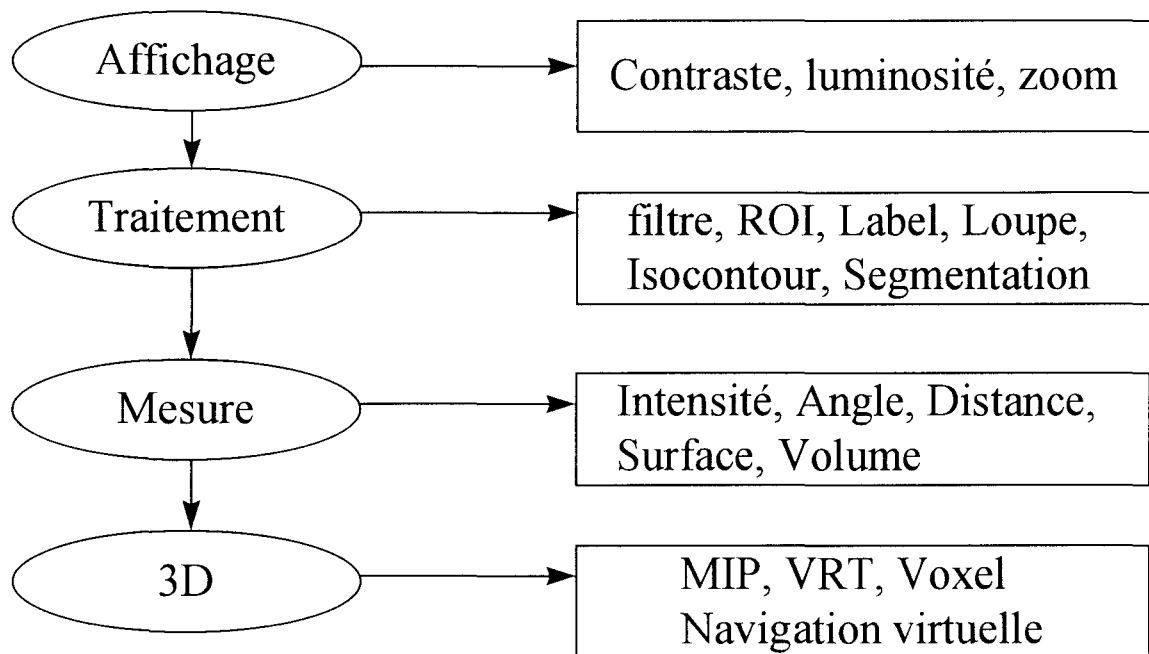 Affichage
Contraste, luminosité, zoom
Traitement
filtre, ROI, Label, Loupe,
Isocontour, Segmentation
Mesure
Intensité, Angle, Distance,
Surface, Volume
3D
MIP, VRT, Voxel
Navigation virtuelle